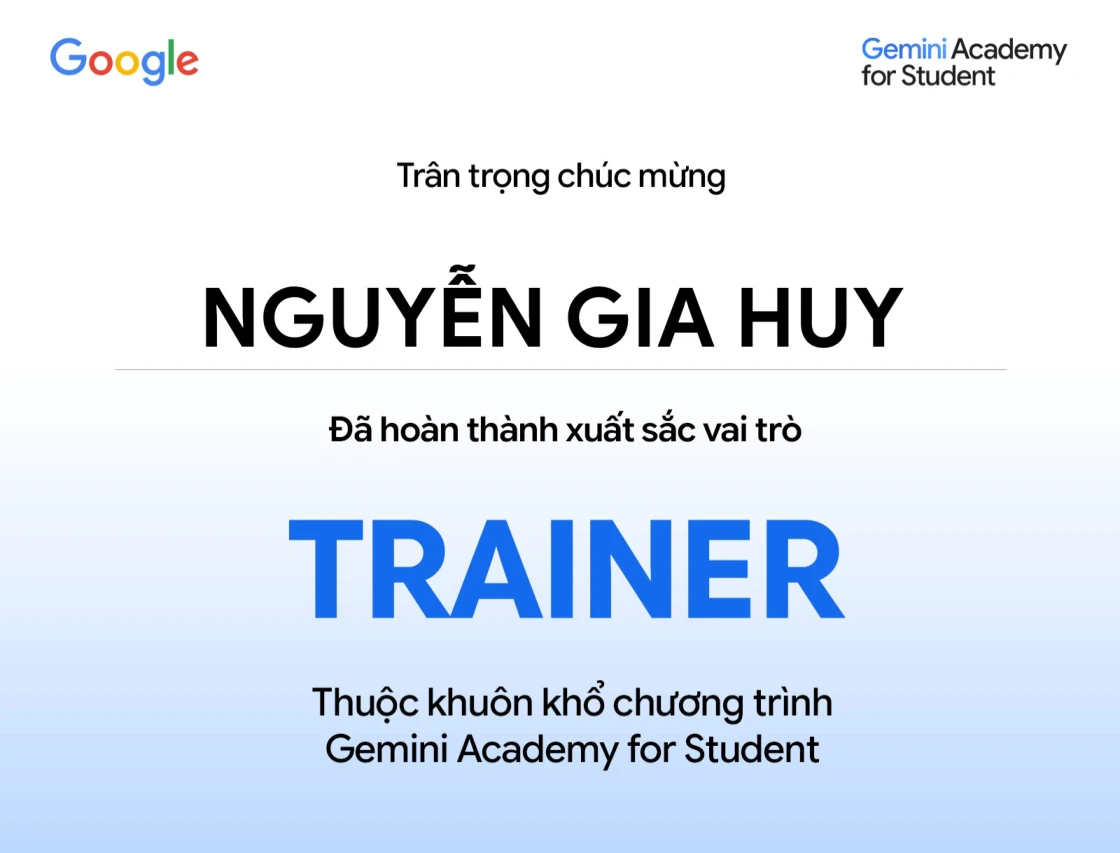 Google
Gemini Academy
for Student
Trân trọng chúc mừng
NGUYỄN GIA HUY
Đã hoàn thành xuất sắc vai trò
TRAINER
Thuộc khuôn khổ chương trình
Gemini Academy for Student